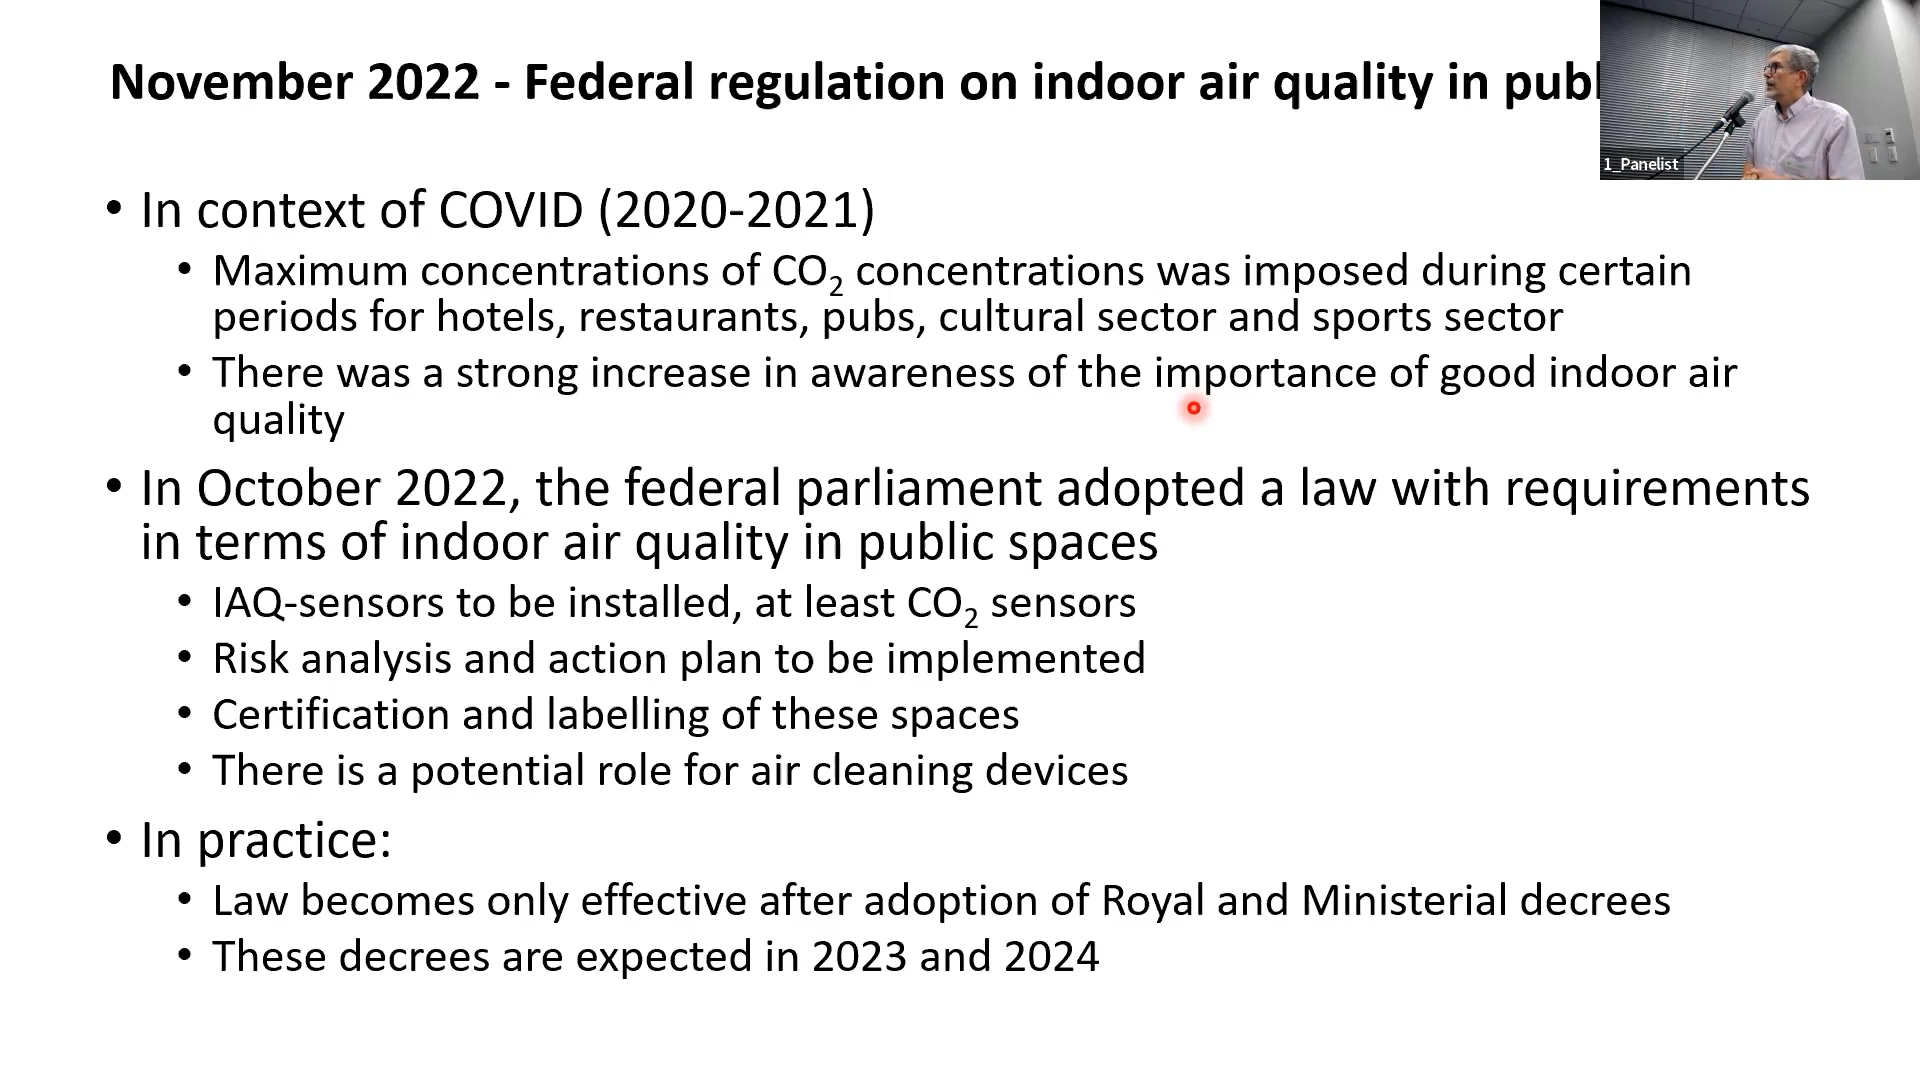 November 2022 - Federal regulation on indoor air quality in publ
1_Panelist
• In context of COVID (2020-2021)
• Maximum concentrations of CO₂ concentrations was imposed during certain
periods for hotels, restaurants, pubs, cultural sector and sports sector
• There was a strong increase in awareness of the importance of good indoor air
quality
• In October 2022, the federal parliament adopted a law with requirements
in terms of indoor air quality in public spaces
• IAQ-sensors to be installed, at least CO₂ sensors
• Risk analysis and action plan to be implemented
• Certification and labelling of these spaces
• There is a potential role for air cleaning devices
• In practice:
• Law becomes only effective after adoption of Royal and Ministerial decrees
• These decrees are expected in 2023 and 2024